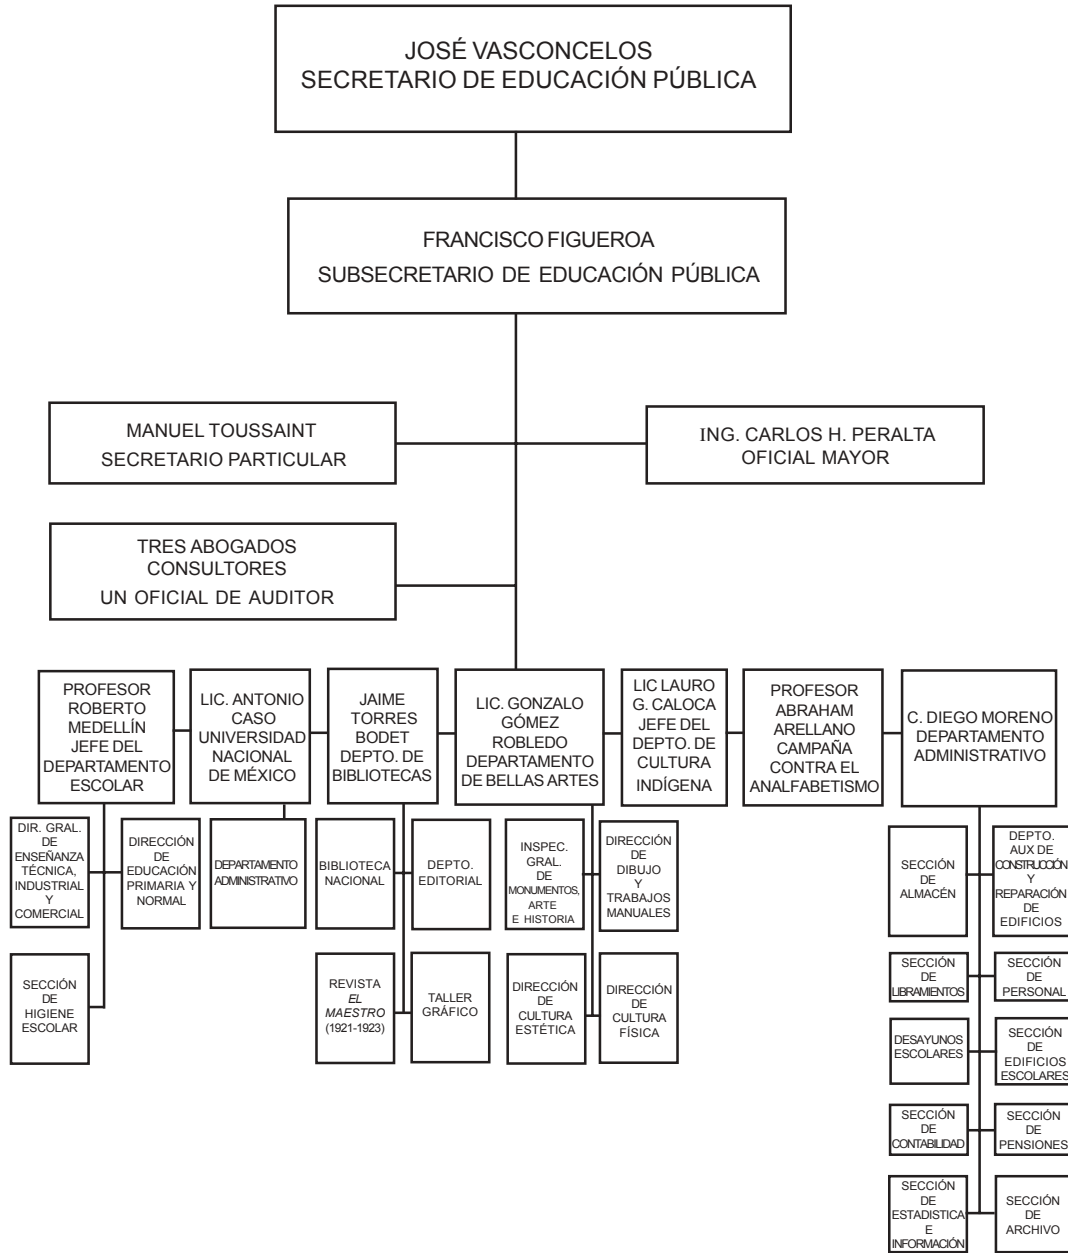 JOSÉ VASCONCELOS
SECRETARIO DE EDUCACIÓN PÚBLICA
FRANCISCO FIGUEROA
SUBSECRETARIO DE EDUCACIÓN PÚBLICA
MANUEL TOUSSAINT
SECRETARIO PARTICULAR
ING. CARLOS H. PERALTA
OFICIAL MAYOR
TRES ABOGADOS
CONSULTORES
UN OFICIAL DE AUDITOR
PROFESOR
ROBERTO
MEDELLÍN
JEFE DEL
DEPARTAMENTO
ESCOLAR
LIC. ANTONIO
CASO
UNIVERSIDAD
NACIONAL
DE MÉXICO
JAIME
TORRES
BODET
DEPTO. DE
BIBLIOTECAS
LIC. GONZALO
GÓMEZ
ROBLEDO
DEPARTAMENTO
DE BELLAS ARTES
LIC LAURO
G. CALOCA
JEFE DEL
DEPTO. DE
CULTURA
INDÍGENA
PROFESOR
ABRAHAM
ARELLANO
CAMPAÑA
CONTRA EL
ANALFABETISMO
C. DIEGO MORENO
DEPARTAMENTO
ADMINISTRATIVO
DIR. GRAL.
DE
ENSEÑANZA
TÉCNICA,
INDUSTRIAL
Y
COMERCIAL
DIRECCIÓN
DE
EDUCACIÓN
PRIMARIA Y
NORMAL
DEPARTAMENTO
ADMINISTRATIVO
BIBLIOTECA
NACIONAL
DEPTO.
EDITORIAL
INSPEC.
GRAL.
DE
MONUMENTOS,
ARTE
E HISTORIA
DIRECCIÓN
DE
DIBUJO
Y
TRABAJOS
MANUALES
SECCIÓN
DE
ALMACÉN
DEPTO.
AUX DE
CONSTRUCCIÓN
Y
REPARACIÓN
DE
EDIFICIOS
SECCIÓN
DE
HIGIENE
ESCOLAR
REVISTA
EL
MAESTRO
(1921-1923)
TALLER
GRÁFICO
DIRECCIÓN
DE
CULTURA
ESTÉTICA
DIRECCIÓN
DE
CULTURA
FÍSICA
SECCIÓN
DE
LIBRAMIENTOS
SECCIÓN
DE
PERSONAL
DESAYUNOS
ESCOLARES
SECCIÓN
DE
EDIFICIOS
ESCOLARES
SECCIÓN
DE
CONTABILIDAD
SECCIÓN
DE
PENSIONES
SECCIÓN
DE
ESTADISTICA
E
INFORMACIÓN
SECCIÓN
DE
ARCHIVO